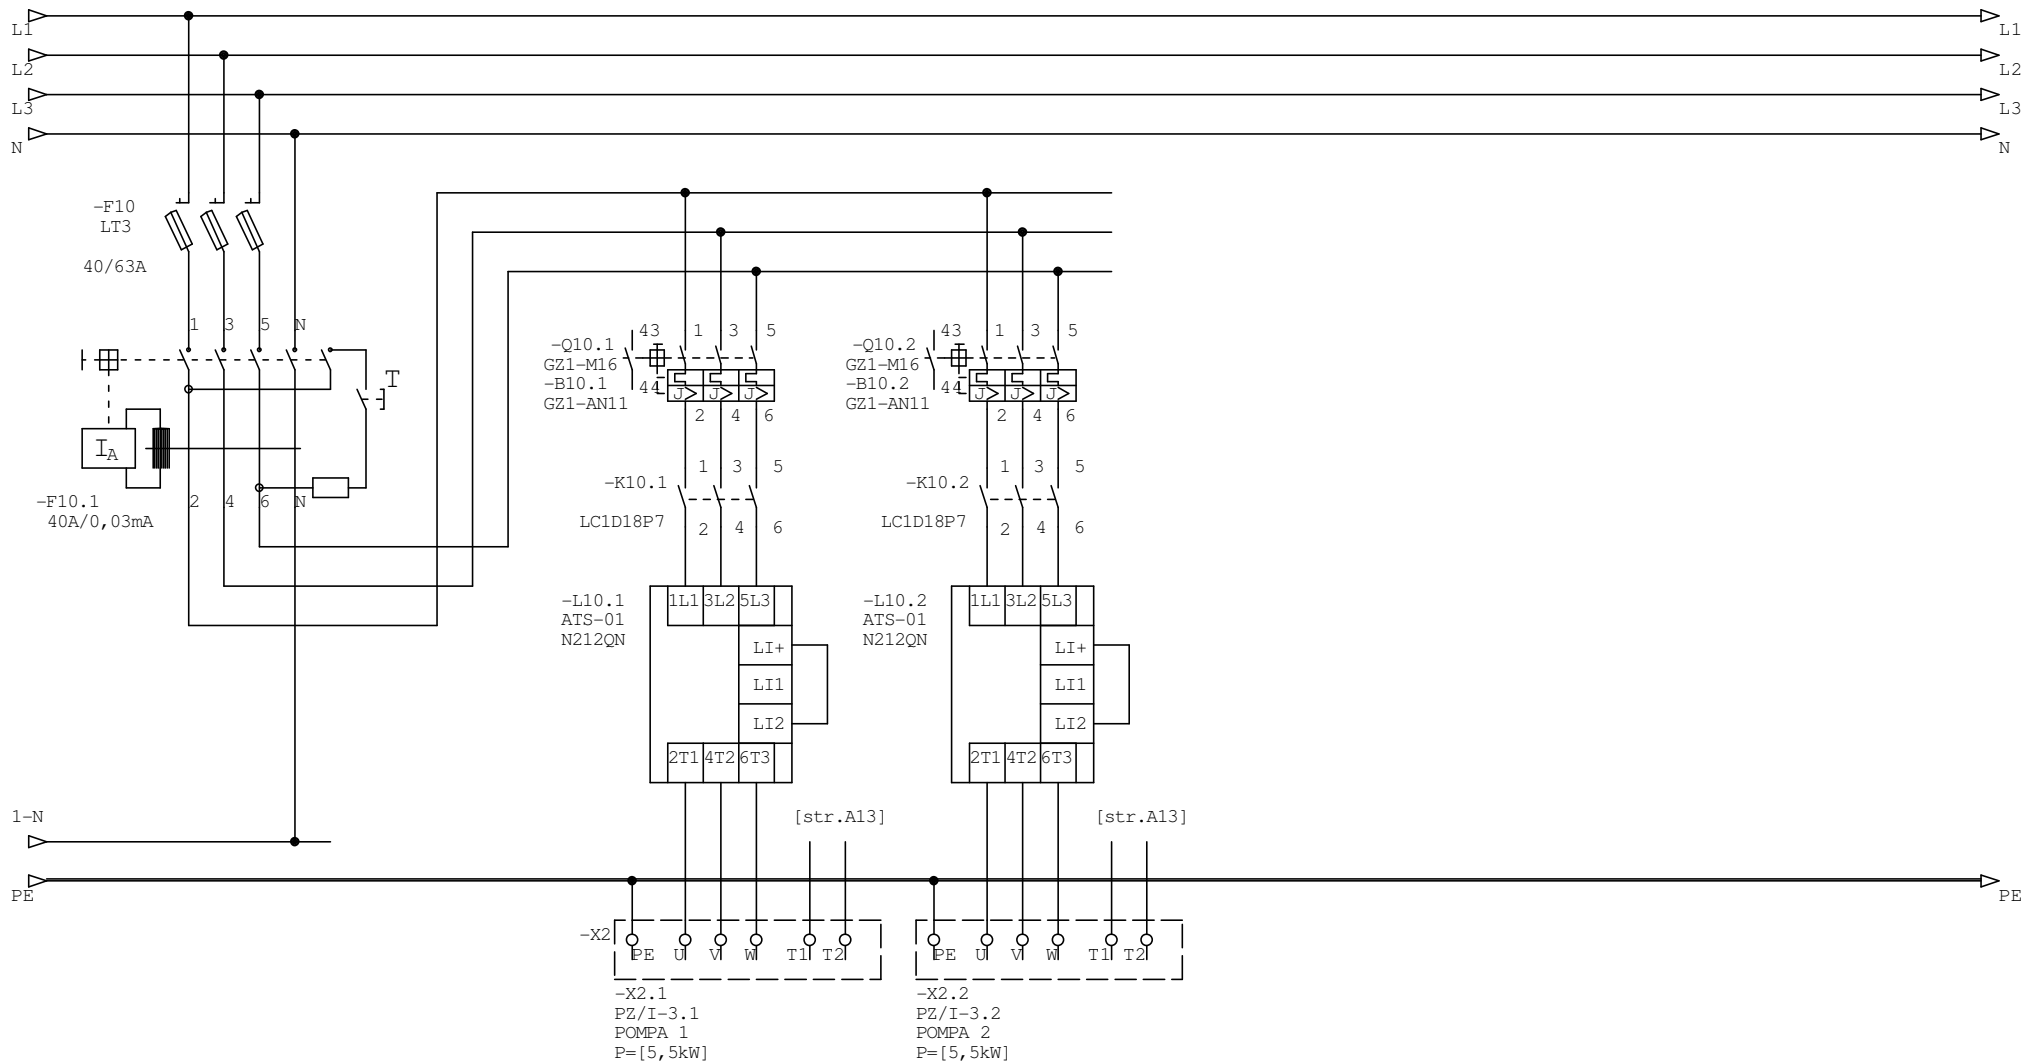 L1 L1
L2 L2
L3 L3
N N
-F10
LT3
40/63A
1 3 5 N
T
I_A
-F10.1
40A/0,03mA
2 4 6 N
43 1 3 5
-Q10.1
GZ1-M16
-B10.1
GZ1-AN11
44
J J J
2 4 6
43 1 3 5
-Q10.2
GZ1-M16
-B10.2
GZ1-AN11
44
J J J
2 4 6
1 3 5
-K10.1
LC1D18P7
2 4 6
1 3 5
-K10.2
LC1D18P7
2 4 6
-L10.1
ATS-01
N212QN
1L1 3L2 5L3
LI+
LI1
LI2
2T1 4T2 6T3
-L10.2
ATS-01
N212QN
1L1 3L2 5L3
LI+
LI1
LI2
2T1 4T2 6T3
1-N
[str.A13] [str.A13]
PE PE
-X2
PE U V W T1 T2
PE U V W T1 T2
-X2.1
PZ/I-3.1
POMPA 1
P=[5,5kW]
-X2.2
PZ/I-3.2
POMPA 2
P=[5,5kW]